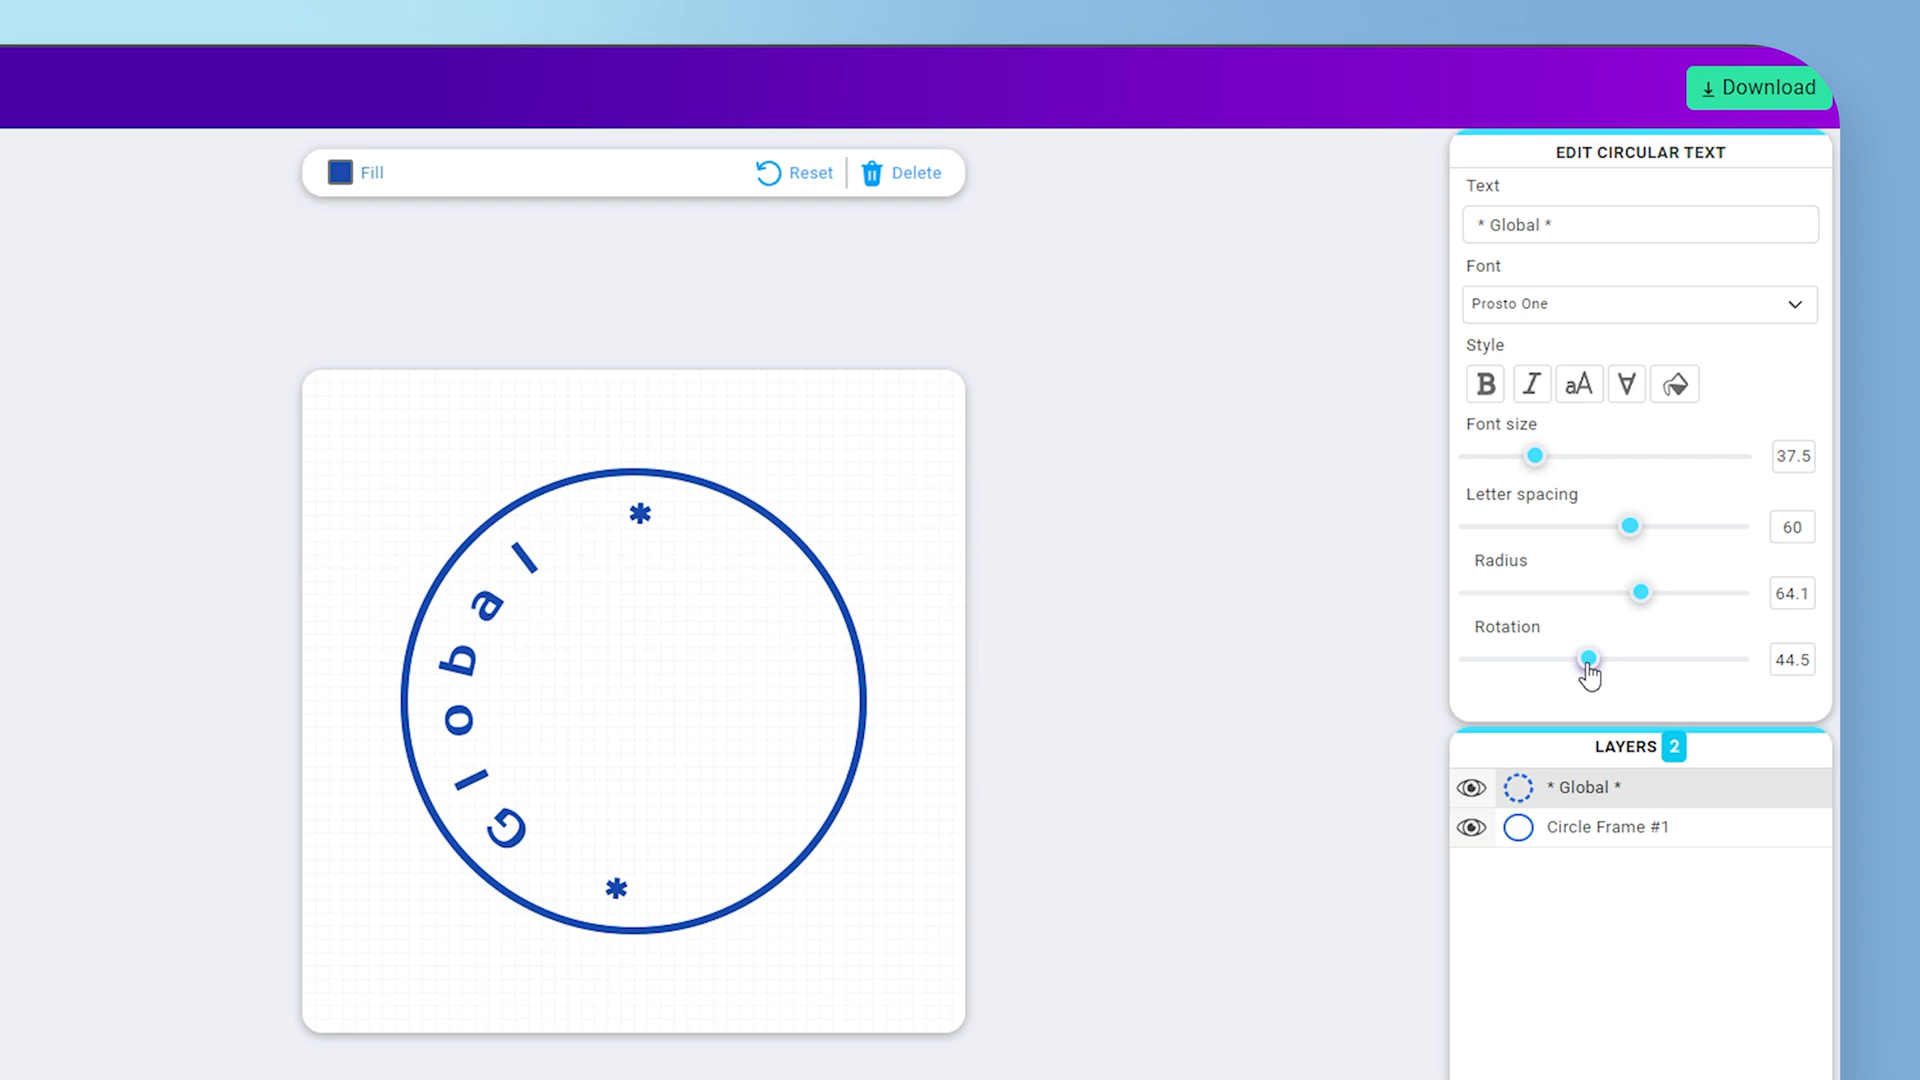 Download
Fill
Reset
Delete
EDIT CIRCULAR TEXT
Text
* Global *
Font
Prosto One
Style
B I aA A
Font size
37.5
Letter spacing
60
Radius
64.1
Rotation
44.5
* Global *
LAYERS 2
* Global *
Circle Frame #1